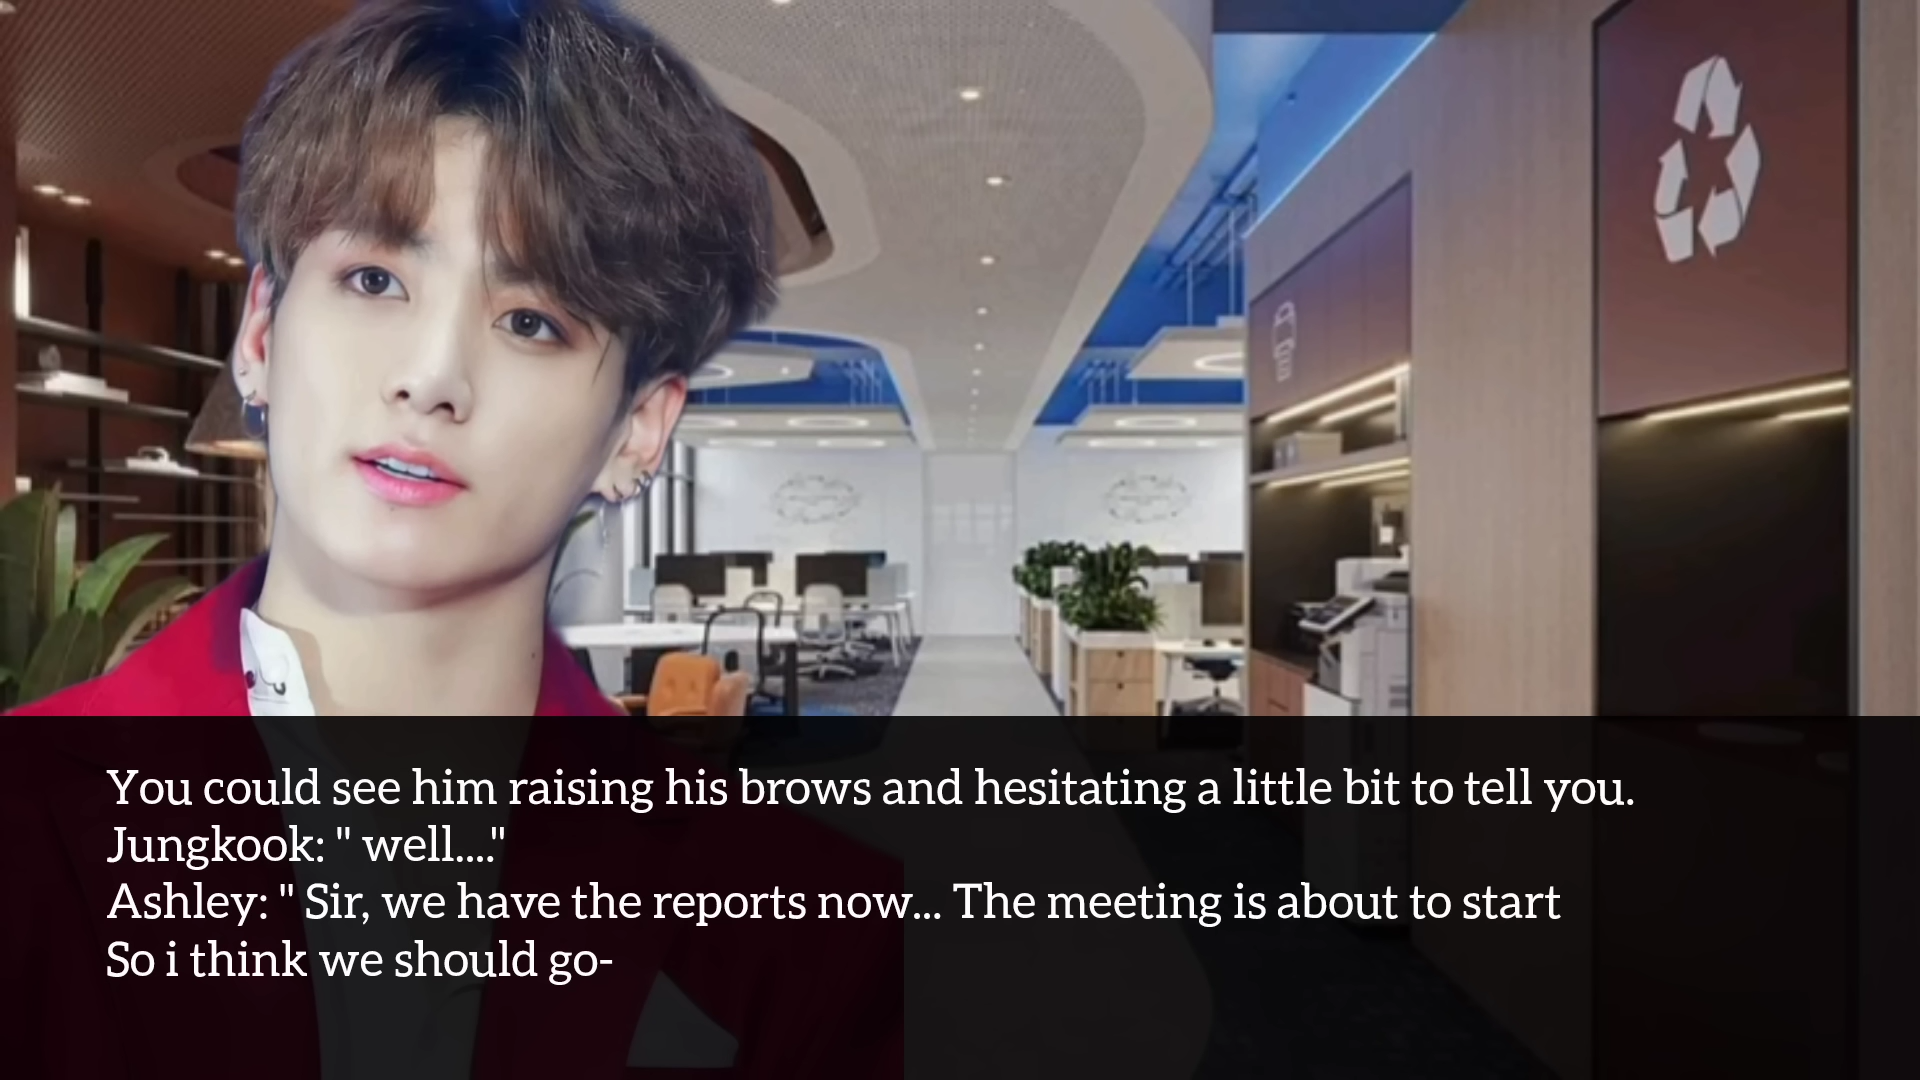 You could see him raising his brows and hesitating a little bit to tell you.
Jungkook: " well...."
Ashley: " Sir, we have the reports now... The meeting is about to start
So i think we should go-